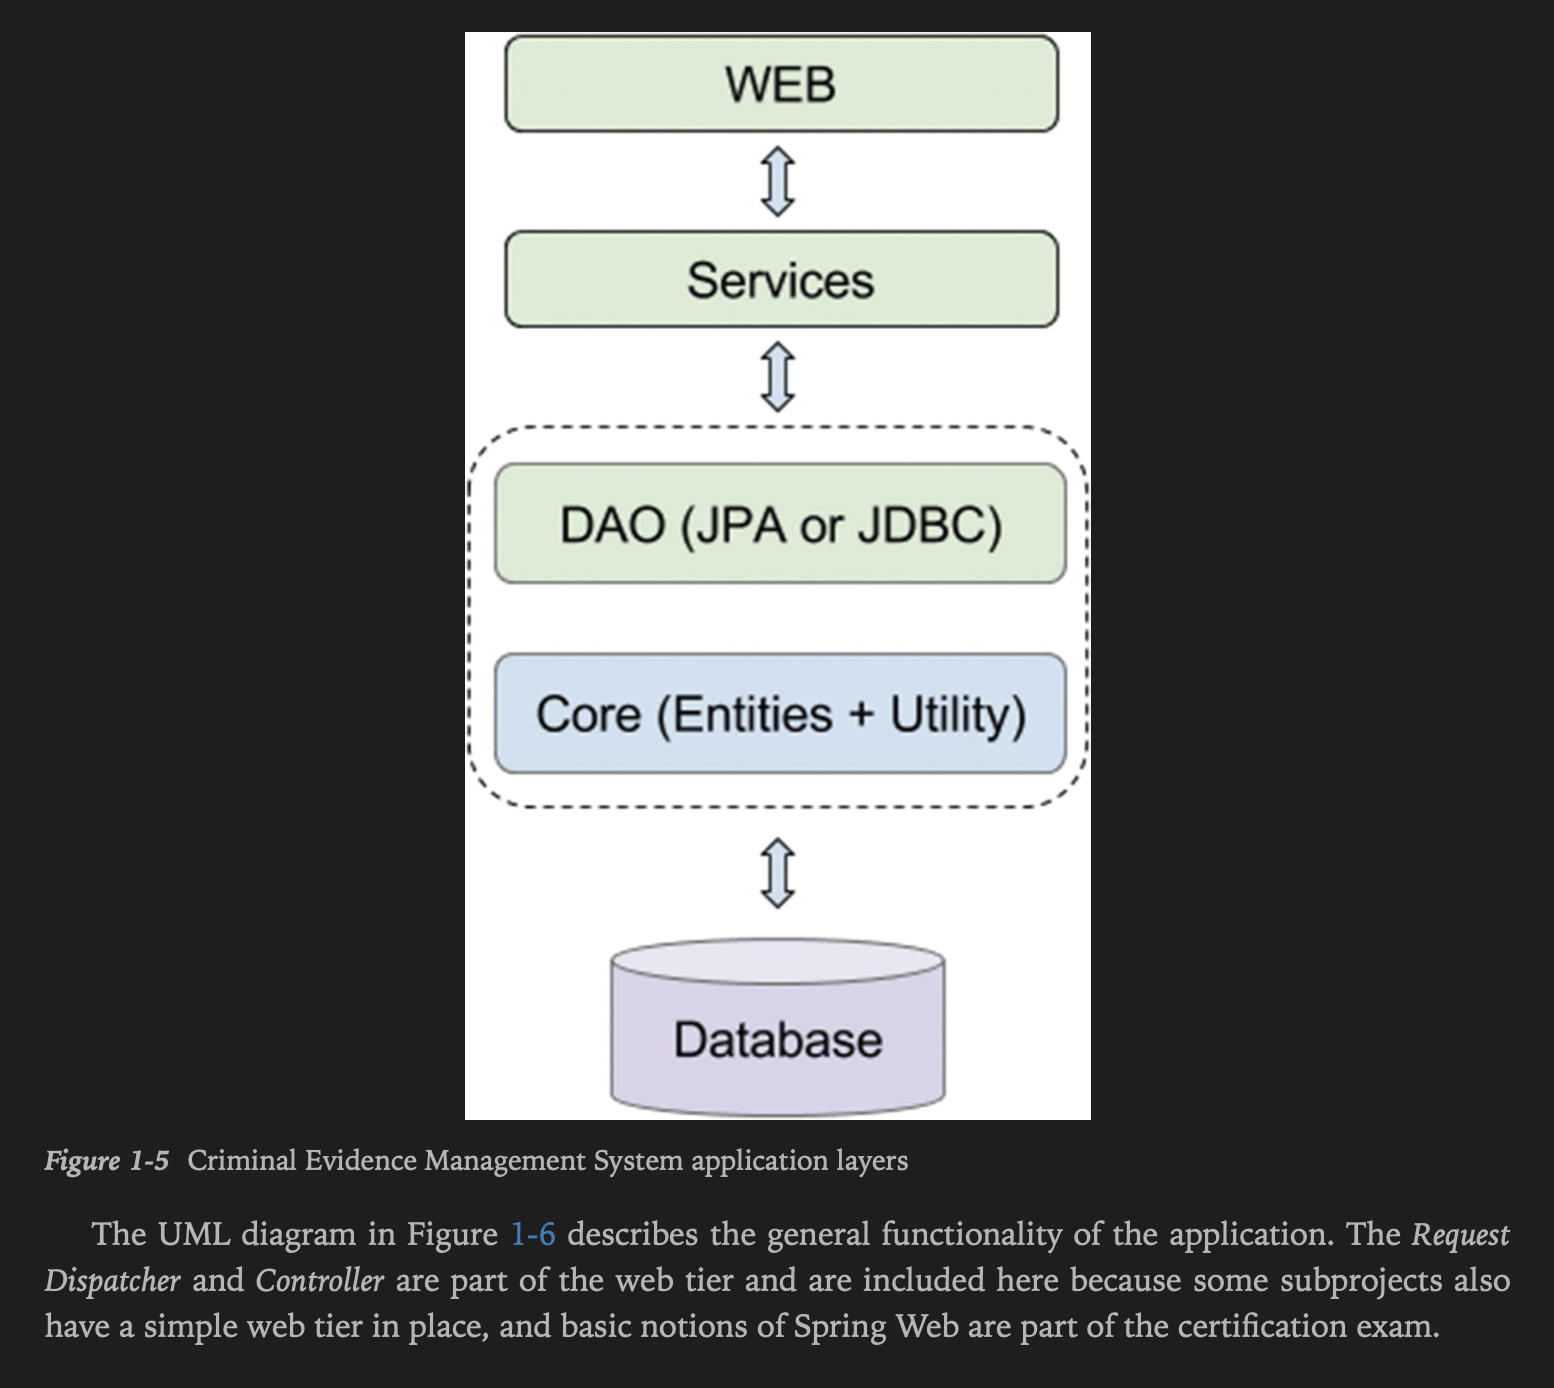 WEB
Services
DAO (JPA or JDBC)
Core (Entities + Utility)
Database
Figure 1-5 Criminal Evidence Management System application layers
The UML diagram in Figure 1-6 describes the general functionality of the application. The Request
Dispatcher and Controller are part of the web tier and are included here because some subprojects also
have a simple web tier in place, and basic notions of Spring Web are part of the certification exam.